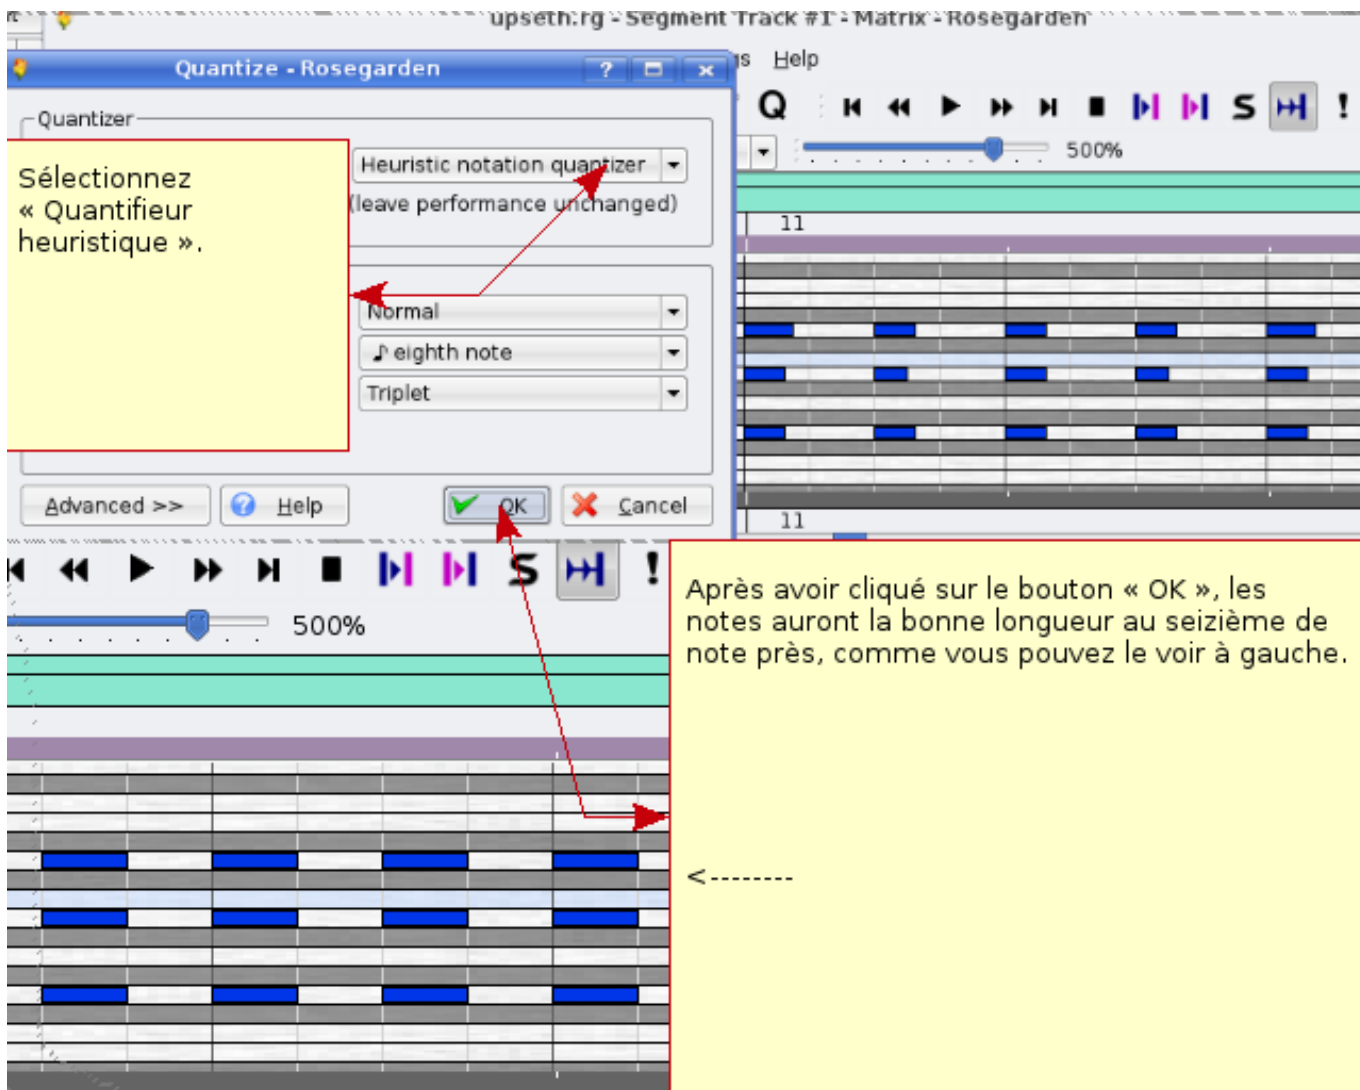 upseth.rg - Segment Track #1 - Matrix - Rosegarden
Help
Quantize - Rosegarden
Quantizer
Sélectionnez
« Quantifieur
heuristique ».
Heuristic notation quantizer
(leave performance unchanged)
Normal
eighth note
Triplet
Advanced >>
Help
OK
Cancel
Q
S
!
500%
11
11
S
!
500%
Après avoir cliqué sur le bouton « OK », les
notes auront la bonne longueur au seizième de
note près, comme vous pouvez le voir à gauche.
<--------